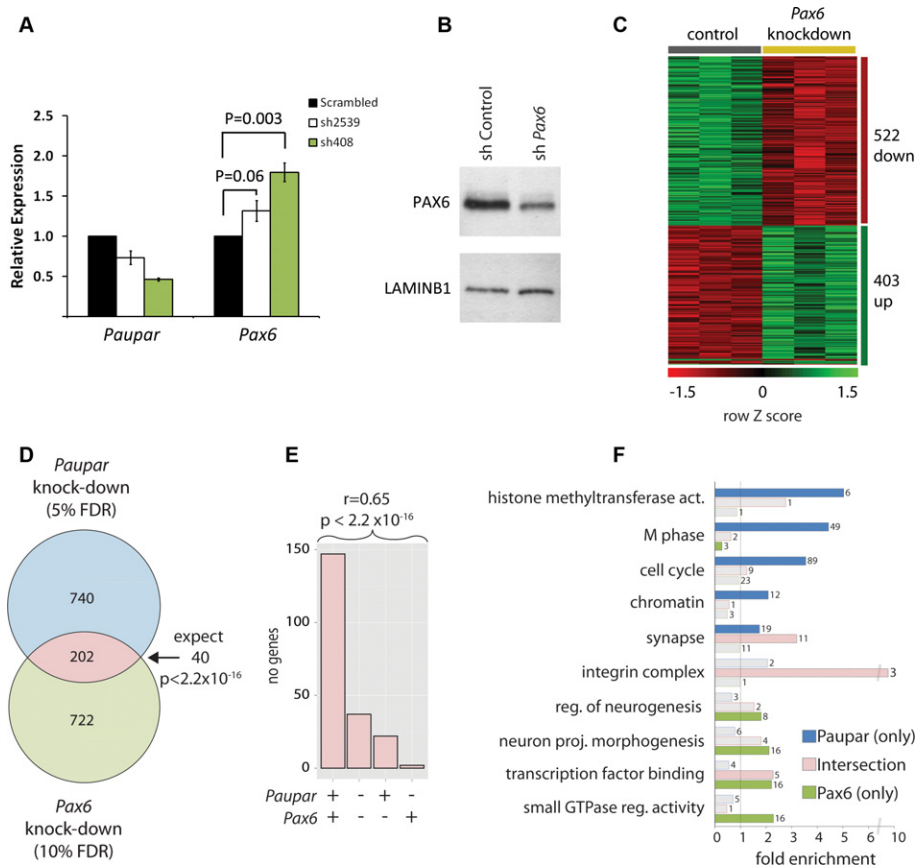 A
Scrambled
sh2539
sh408
P=0.003
P=0.06
Relative Expression
2.5
2.0
1.5
1.0
0.5
Paupar
Pax6
B
sh Control
sh Pax6
PAX6
LAMINB1
C
control
Pax6
knockdown
522
down
403
up
-1.5
0
1.5
row Z score
D
Paupar
knock-down
(5% FDR)
740
202
722
expect
40
p<2.2x10-16
Pax6
knock-down
(10% FDR)
E
r=0.65
p < 2.2 x10-16
150
100
50
0
no genes
Paupar + - + -
Pax6 + - - +
F
histone methyltransferase act.
6
1
1
M phase
49
2
3
cell cycle
89
9
23
chromatin
12
1
3
synapse
19
11
11
integrin complex
2
3
1
reg. of neurogenesis
3
2
8
neuron proj. morphogenesis
6
4
16
transcription factor binding
4
5
16
small GTPase reg. activity
5
1
16
Paupar (only)
Intersection
Pax6 (only)
0 1 2 3 4 5 6 10
fold enrichment